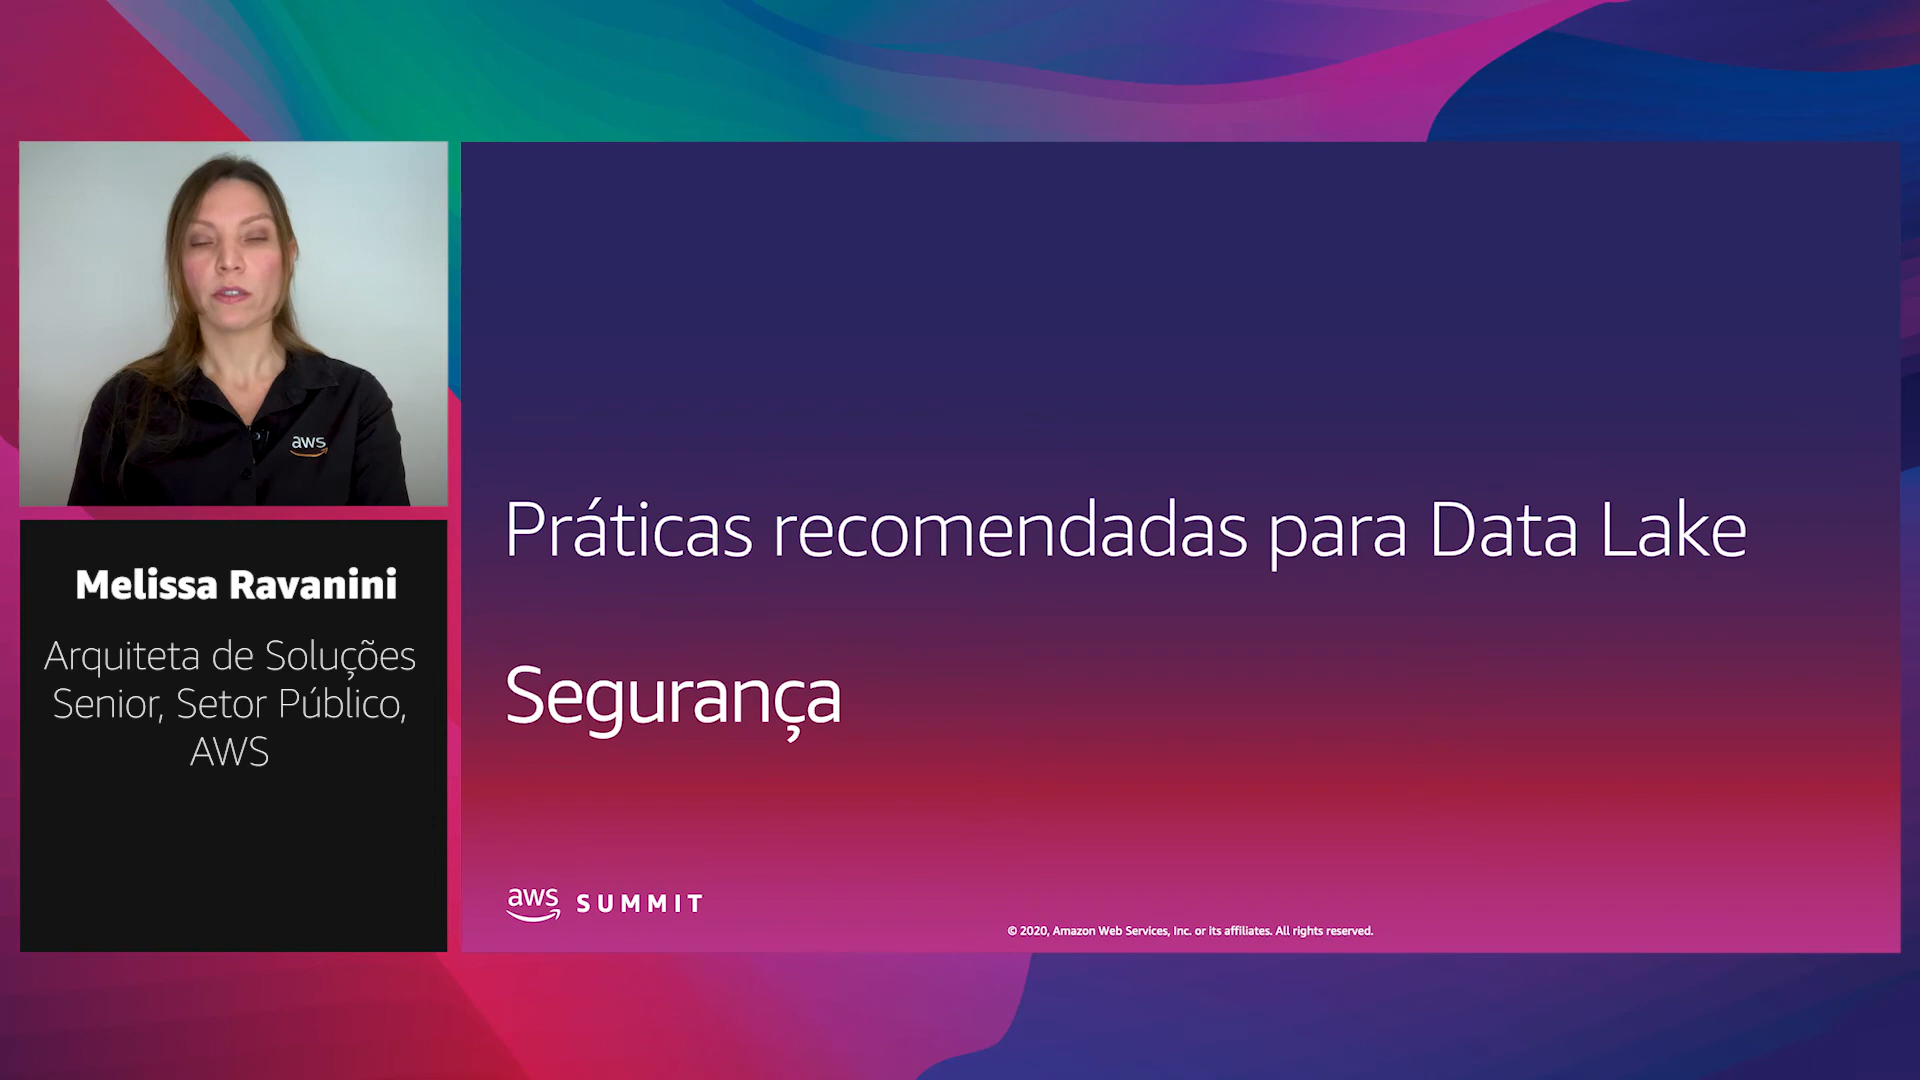 aws
Melissa Ravanini
Arquiteta de Soluções
Senior, Setor Público,
AWS
Práticas recomendadas para Data Lake
Segurança
aws SUMMIT
© 2020, Amazon Web Services, Inc. or its affiliates. All rights reserved.